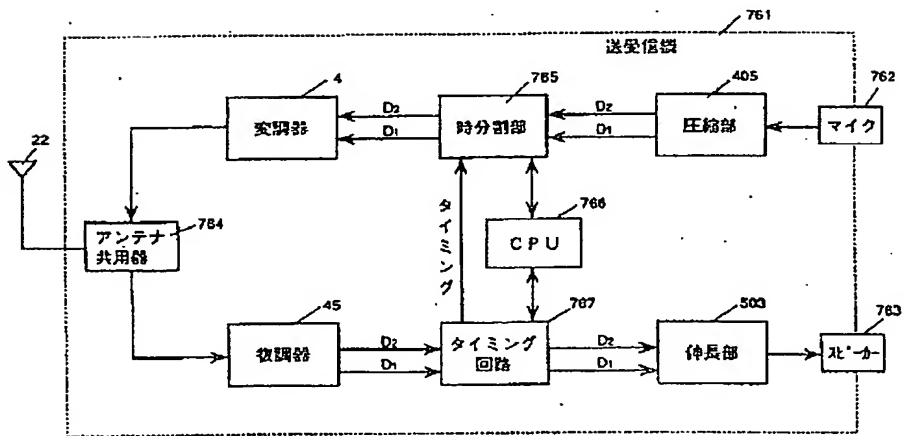 761
送受信機
4
765
405
762
変調器
D2
D1
時分割部
D2
D1
圧縮部
マイク
22
764
アンテナ
共用器
タイミング
766
CPU
45
767
503
763
復調器
D2
D1
タイミング
回路
D2
D1
伸長部
スピーカー